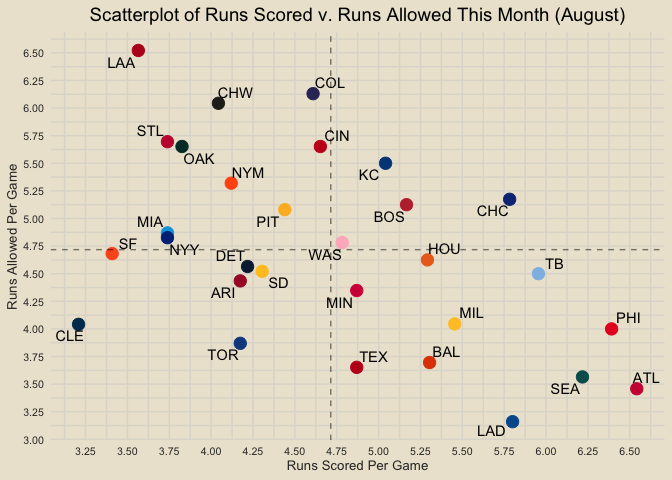 Scatterplot of Runs Scored v. Runs Allowed This Month (August)
Runs Allowed Per Game
6.50
6.25
6.00
5.75
5.50
5.25
5.00
4.75
4.50
4.25
4.00
3.75
3.50
3.25
3.00
LAA
CHW
COL
STL
OAK
CIN
NYM
KC
PIT
BOS
CHC
MIA
NYY
SF
WAS
HOU
DET
SD
TB
ARI
MIN
CLE
MIL
PHI
TOR
TEX
BAL
SEA
ATL
LAD
3.25 3.50 3.75 4.00 4.25 4.50 4.75 5.00 5.25 5.50 5.75 6.00 6.25 6.50
Runs Scored Per Game